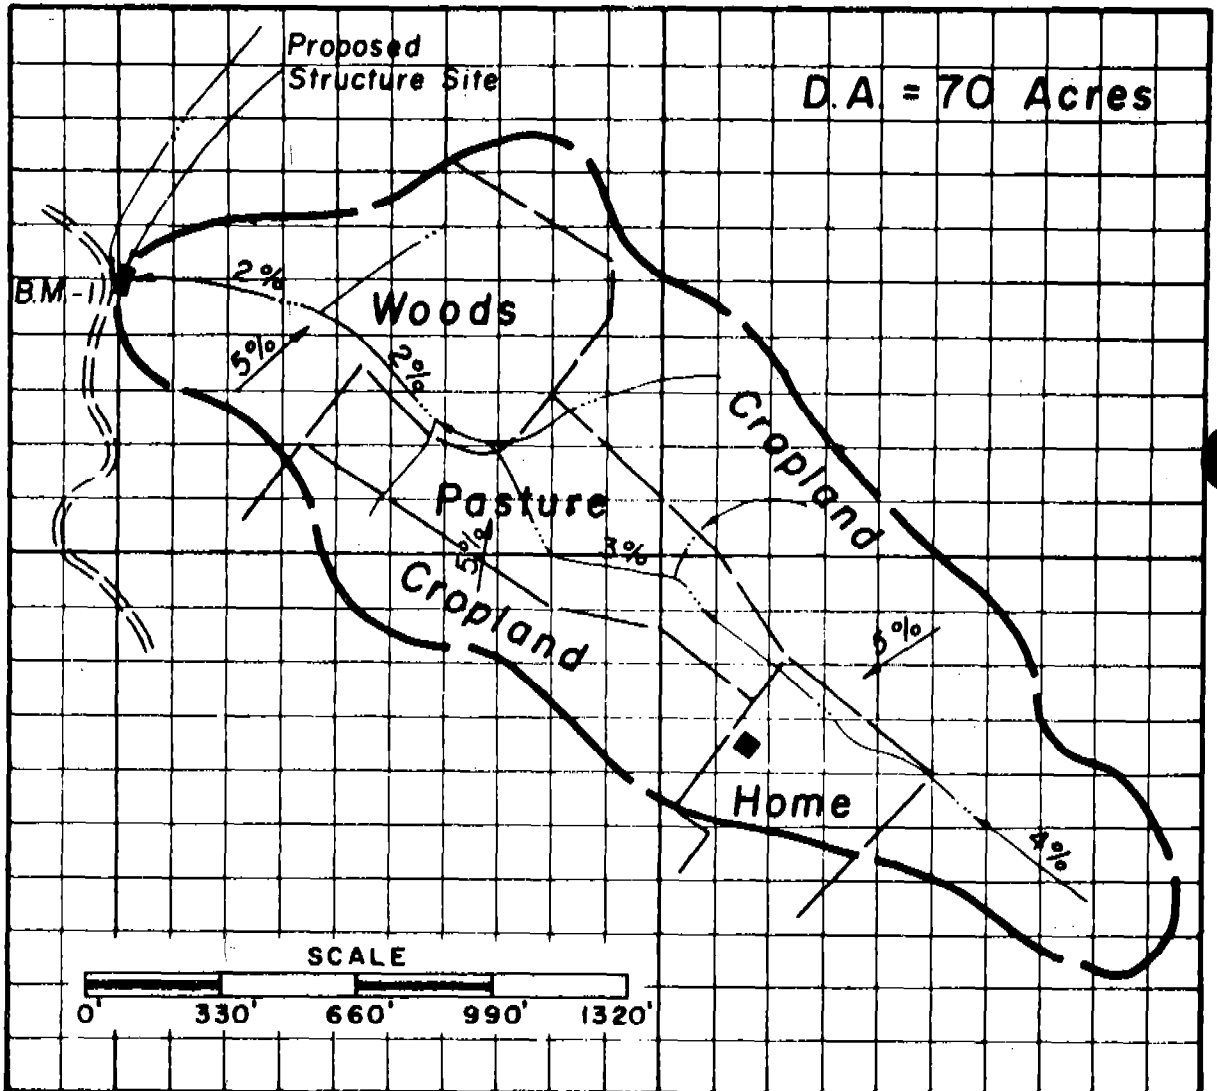 Proposed
Structure Site
D.A. = 70 Acres
B.M.-1
2%
Woods
5%
2%
Cropland
Pasture
3%
5%
Cropland
5%
Home
4%
SCALE
0' 330' 660' 990' 1320'